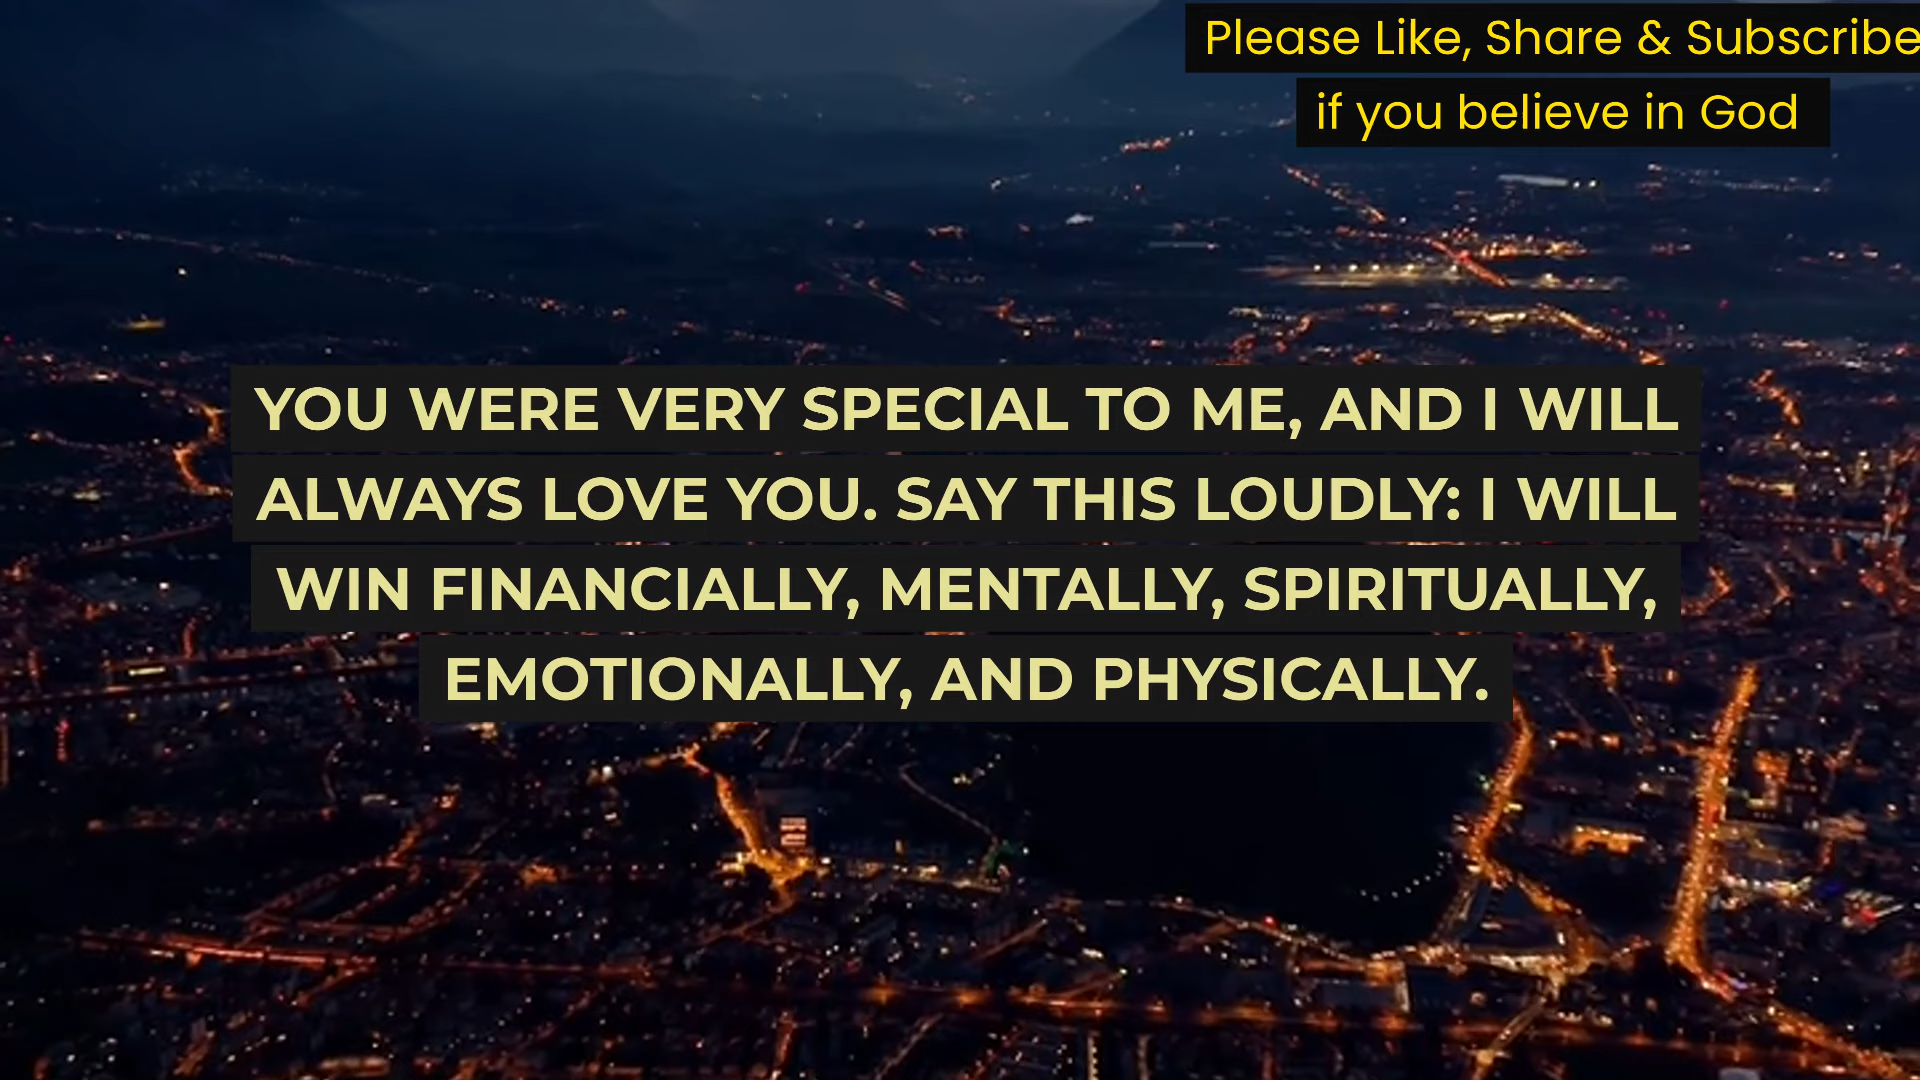 Please Like, Share & Subscribe
if you believe in God
YOU WERE VERY SPECIAL TO ME, AND I WILL
ALWAYS LOVE YOU. SAY THIS LOUDLY: I WILL
WIN FINANCIALLY, MENTALLY, SPIRITUALLY,
EMOTIONALLY, AND PHYSICALLY.